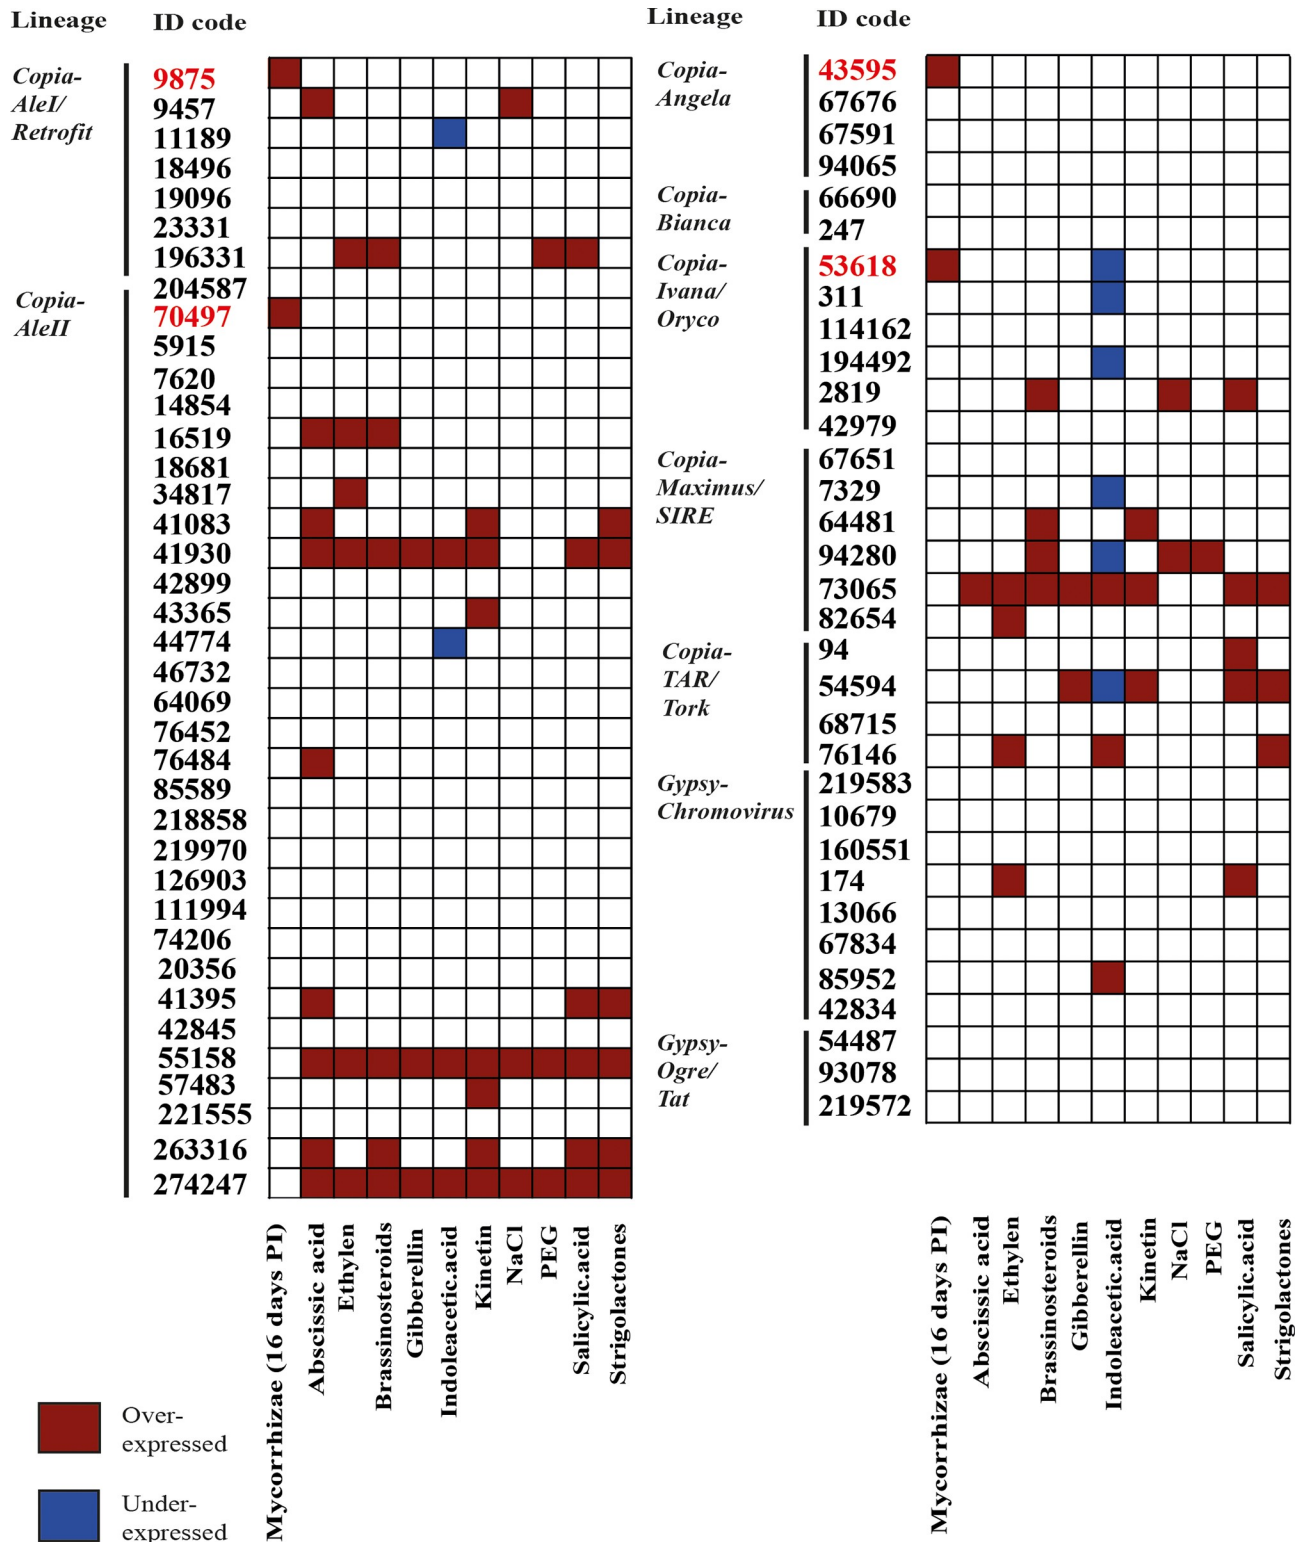 Lineage
ID code
Copia-
AleI/
Retrofit
9875
9457
11189
18496
19096
23331
196331
204587
Copia-
AleII
70497
5915
7620
14854
16519
18681
34817
41083
41930
42899
43365
44774
46732
64069
76452
76484
85589
218858
219970
126903
111994
74206
20356
41395
42845
55158
57483
221555
263316
274247
Mycorrhizae (16 days PI)
Abscissic acid
Ethylen
Brassinosteroids
Gibberellin
Indoleacetic.acid
Kinetin
NaCl
PEG
Salicylic.acid
Strigolactones
Over-
expressed
Under-
expressed
Lineage
ID code
Copia-
Angela
43595
67676
67591
94065
Copia-
Bianca
66690
247
Copia-
Ivana/
Oryco
53618
311
114162
194492
2819
42979
Copia-
Maximus/
SIRE
67651
7329
64481
94280
73065
82654
Copia-
TAR/
Tork
94
54594
68715
76146
Gypsy-
Chromovirus
219583
10679
160551
174
13066
67834
85952
42834
Gypsy-
Ogre/
Tat
54487
93078
219572
Mycorrhizae (16 days PI)
Abscissic acid
Ethylen
Brassinosteroids
Gibberellin
Indoleacetic.acid
Kinetin
NaCl
PEG
Salicylic.acid
Strigolactones